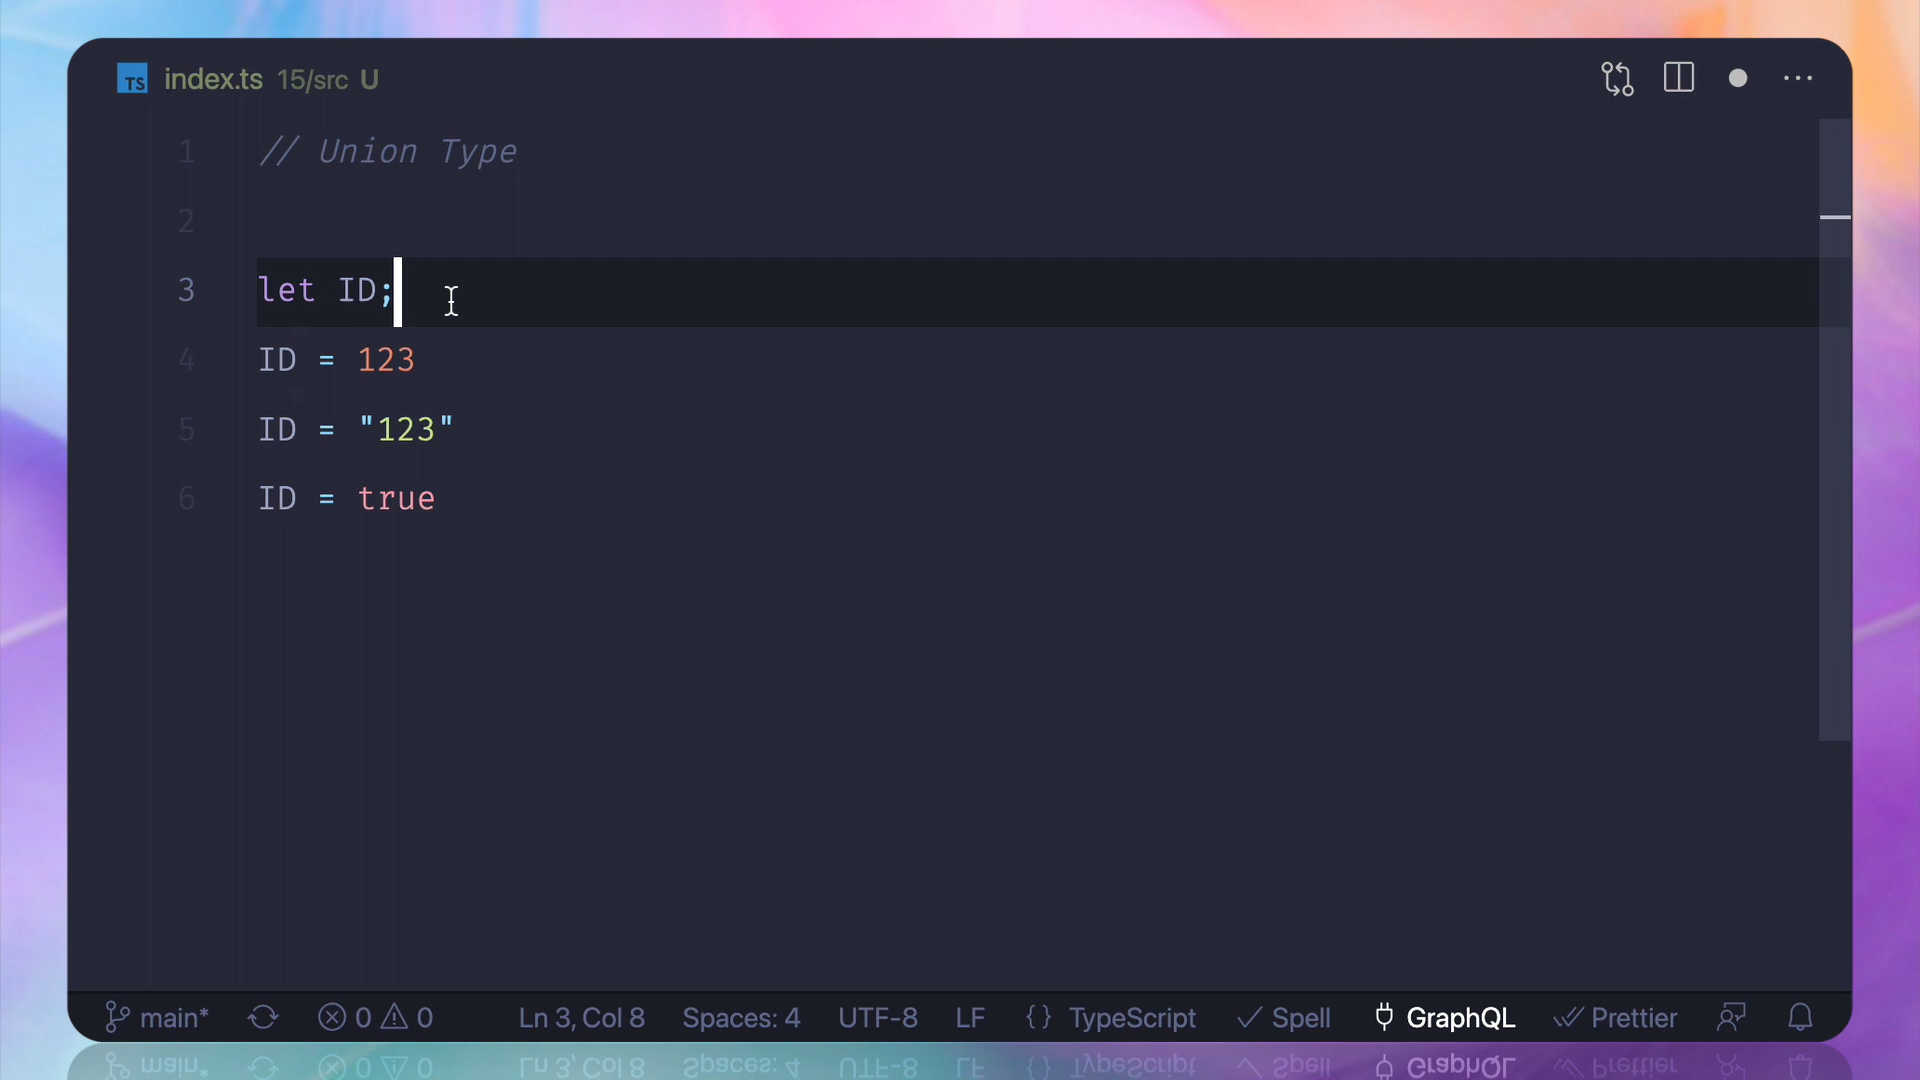 TS index.ts 15/src U
1 // Union Type
2
3 let ID;
4 ID = 123
5 ID = "123"
6 ID = true
main* 0 0 Ln 3, Col 8 Spaces: 4 UTF-8 LF {} TypeScript Spell GraphQL Prettier